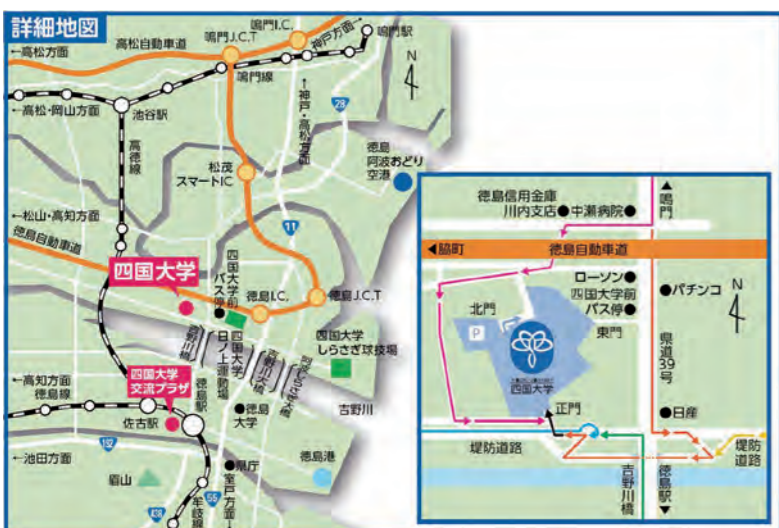 詳細地図
鳴門I.C.
鳴門J.C.T
神戸方面→
鳴門駅
←高松方面
高松自動車道
N
鳴門線
←高松・岡山方面
池谷駅
↑神戸・高松方面
28
高徳線
徳島
阿波おどり
空港
松茂
スマートIC
←松山・高知方面
11
徳島自動車道
四国大学
四国大学前
バス停
徳島I.C.
徳島J.C.T
吉野川橋
四国大学
日ノ上運動場
吉野川大橋
四国大学
しらさぎ球技場
←高知方面
徳島線
四国大学
交流プラザ
徳島駅
徳島
大学
吉野川
佐古駅
192
←池田方面
県庁
徳島港
眉山
室戸方面→
55
438
牟岐線
徳島信用金庫
川内支店
中瀬病院
▲鳴門
◀脇町
徳島自動車道
ローソン
四国大学前
バス停
パチンコ
N
北門
P
東門
県道39号
四国大学
正門
日産
堤防道路
堤防
道路
吉野川橋
徳島駅▼